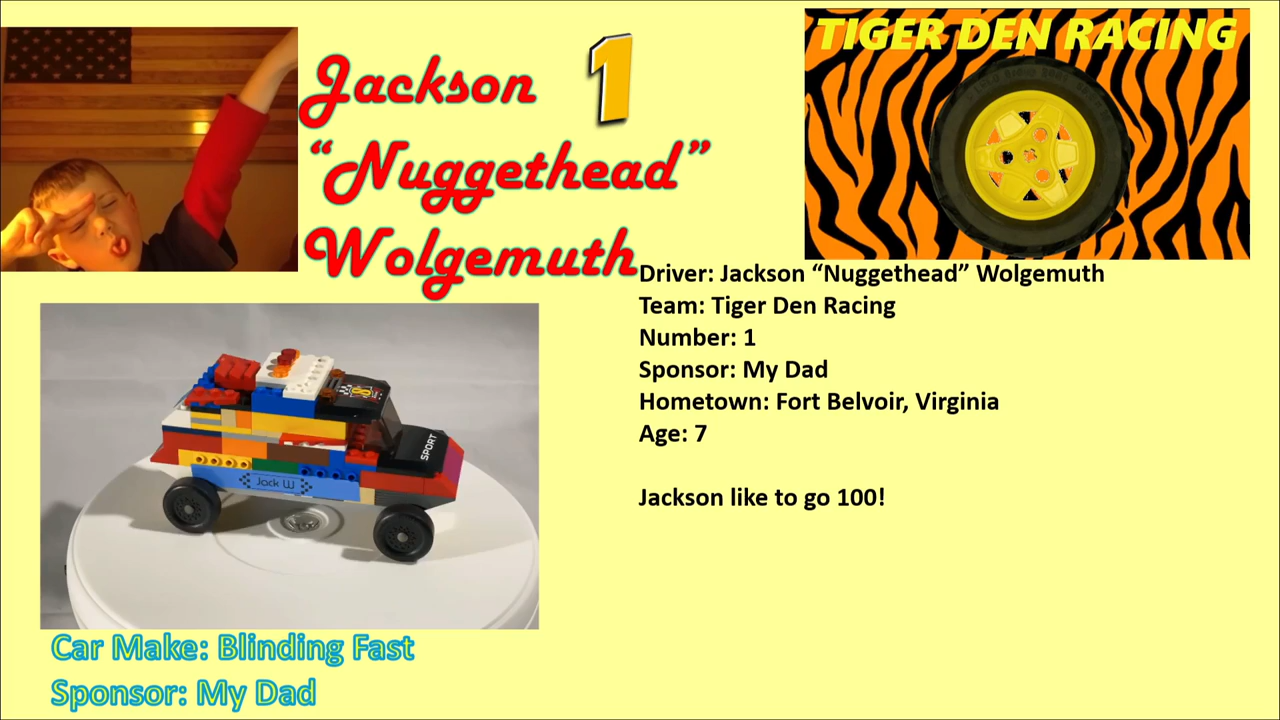 Jackson 1
“Nuggethead”
Wolgemuth
TIGER DEN RACING
Driver: Jackson “Nuggethead” Wolgemuth
Team: Tiger Den Racing
Number: 1
Sponsor: My Dad
Hometown: Fort Belvoir, Virginia
Age: 7
Jackson like to go 100!
8
SPORT
Jack W
Car Make: Blinding Fast
Sponsor: My Dad